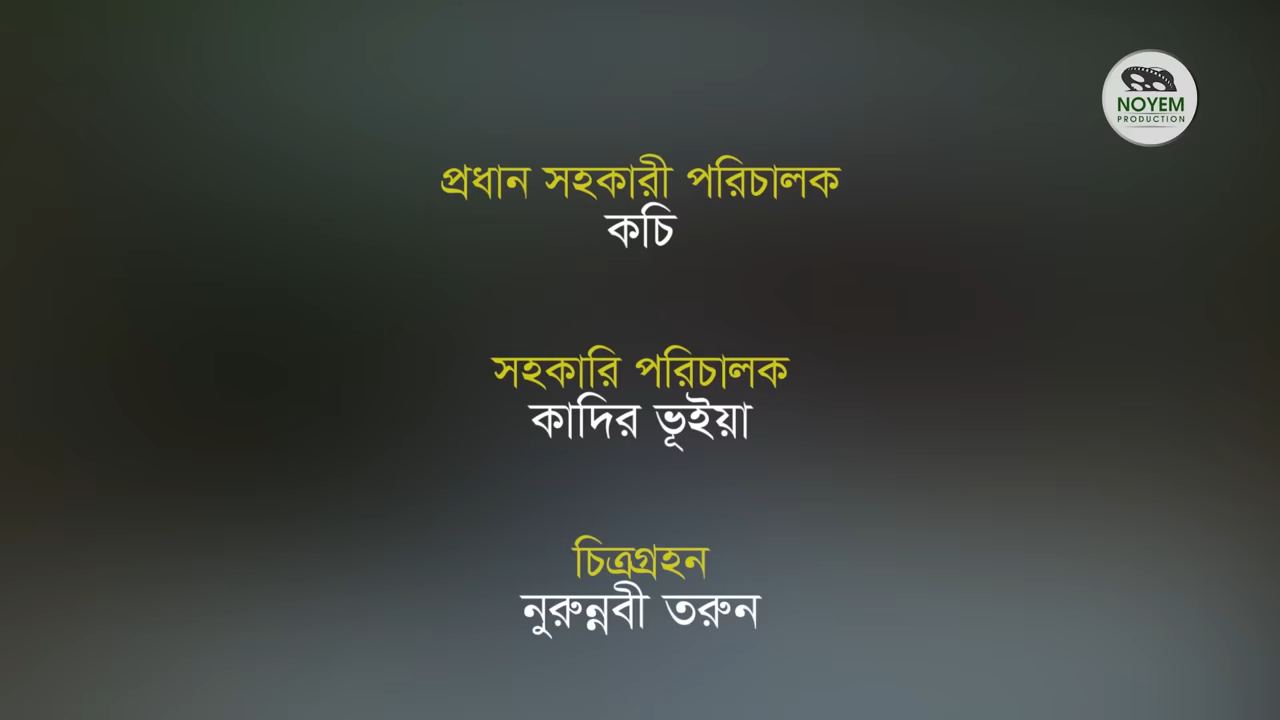 NOYEM
PRODUCTION
প্রধান সহকারী পরিচালক
কচি
সহকারি পরিচালক
কাদির ভূইয়া
চিত্রগ্রহন
নুরুন্নবী তরুন